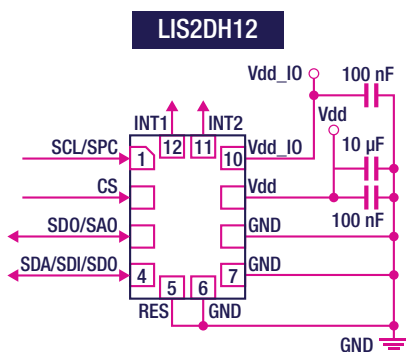 LIS2DH12
Vdd_IO
100 nF
INT1
INT2
Vdd
12
11
SCL/SPC
1
10
Vdd_IO
10 µF
CS
Vdd
100 nF
SDO/SAO
GND
SDA/SDI/SDO
4
7
GND
5
6
RES
GND
GND